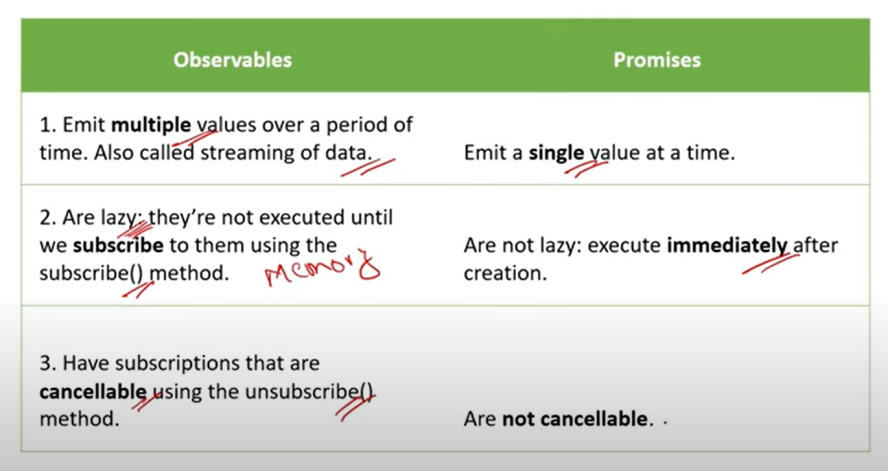 Observables
Promises
1. Emit multiple values over a period of
time. Also called streaming of data.
Emit a single value at a time.
2. Are lazy: they're not executed until
we subscribe to them using the
subscribe() method.
Memory
Are not lazy: execute immediately after
creation.
3. Have subscriptions that are
cancellable using the unsubscribe()
method.
Are not cancellable.